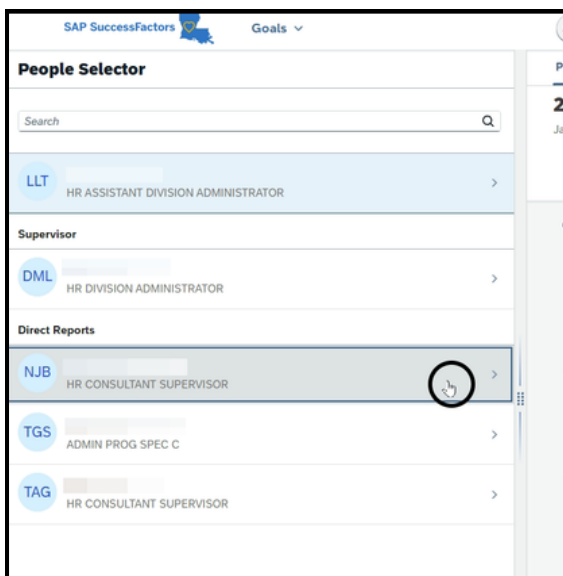 SAP SuccessFactors Goals
People Selector
Search
LLT
HR ASSISTANT DIVISION ADMINISTRATOR
Supervisor
DML
HR DIVISION ADMINISTRATOR
Direct Reports
NJB
HR CONSULTANT SUPERVISOR
TGS
ADMIN PROG SPEC C
TAG
HR CONSULTANT SUPERVISOR